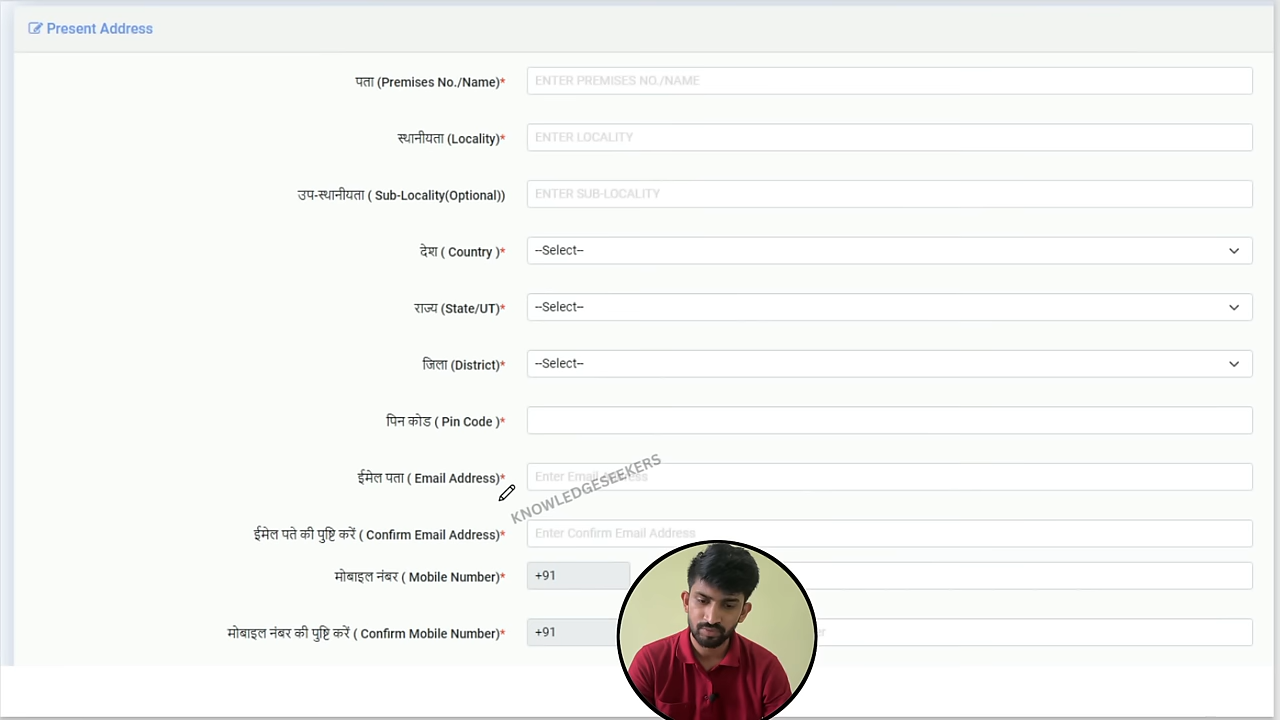 Present Address
पता (Premises No./Name)* ENTER PREMISES NO./NAME
स्थानीयता (Locality)* ENTER LOCALITY
उप-स्थानीयता ( Sub-Locality(Optional)) ENTER SUB-LOCALITY
देश ( Country )* --Select--
राज्य (State/UT)* --Select--
जिला (District)* --Select--
पिन कोड ( Pin Code )*
ईमेल पता ( Email Address)* Enter Email Address
KNOWLEDGESEEKERS
ईमेल पते की पुष्टि करें ( Confirm Email Address)* Enter Confirm Email Address
मोबाइल नंबर ( Mobile Number)* +91
मोबाइल नंबर की पुष्टि करें ( Confirm Mobile Number)* +91